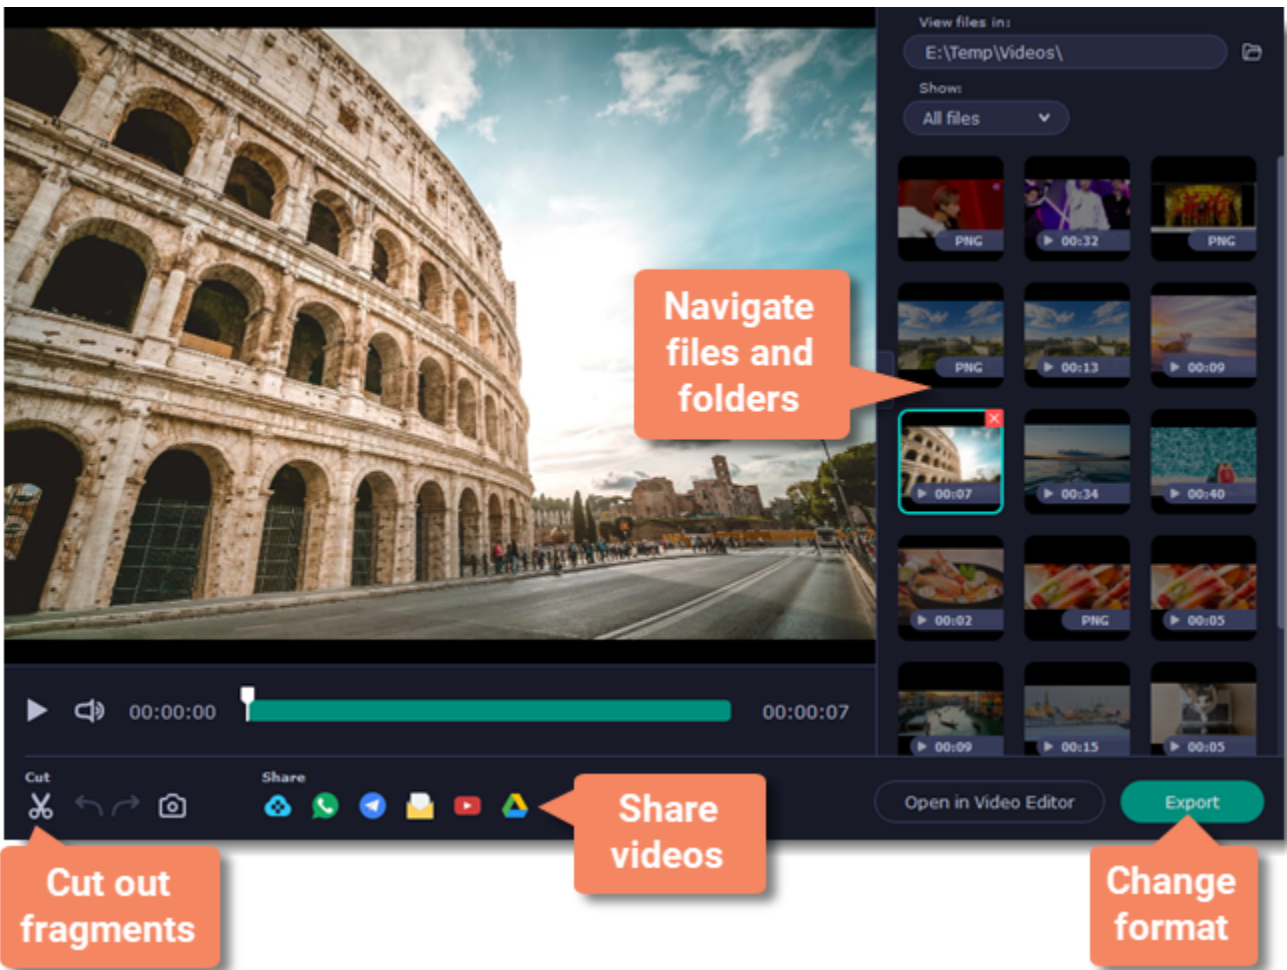 View files in:
E:\Temp\Videos\
Show:
All files
PNG
00:32
PNG
Navigate
files and
folders
PNG
00:13
00:09
00:07
00:34
00:40
00:02
PNG
00:05
00:00:00
00:00:07
00:09
00:15
00:05
Cut
Share
Open in Video Editor
Export
Share
videos
Cut out
fragments
Change
format